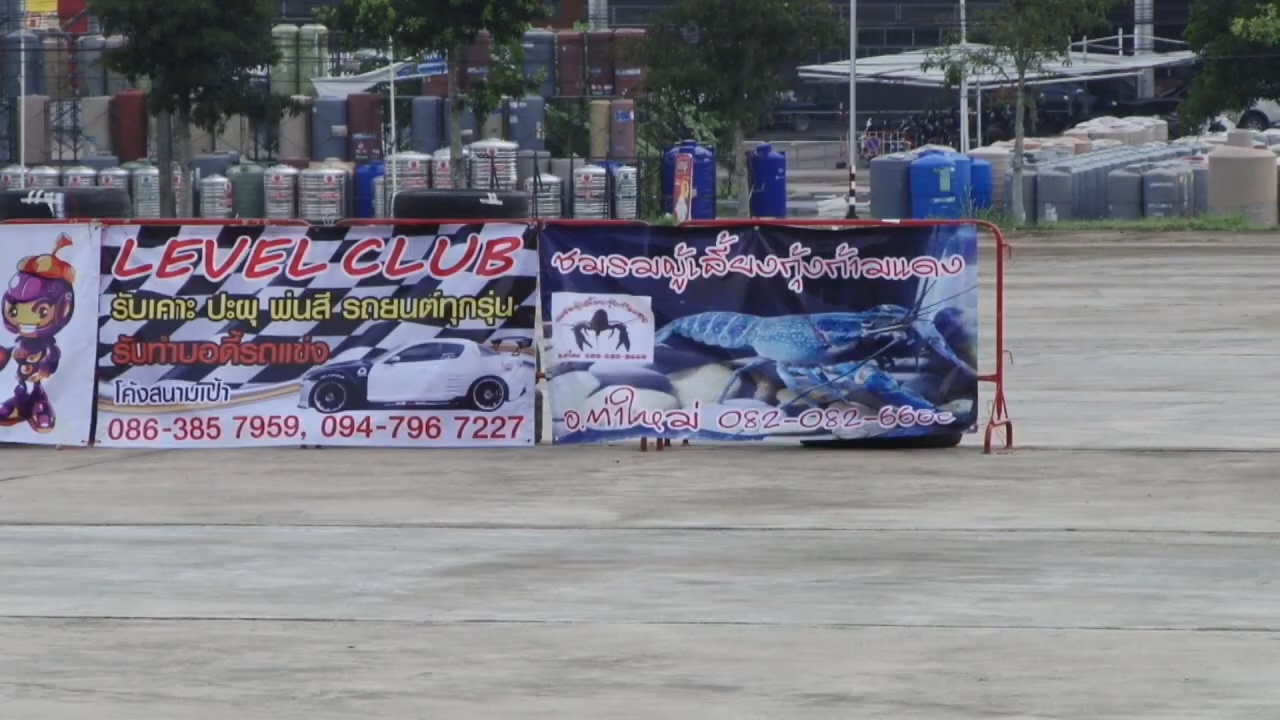 LEVEL CLUB
รับเคาะ ปะผุ พ่นสี รถยนต์ทุกรุ่น
รับทำบอดี้รถแข่ง
โค้งสนามเป้า
086-385 7959, 094-796 7227
ชมรมผู้เลี้ยงกุ้งก้ามแดง
อ.ท่าใหม่ 082-082-666